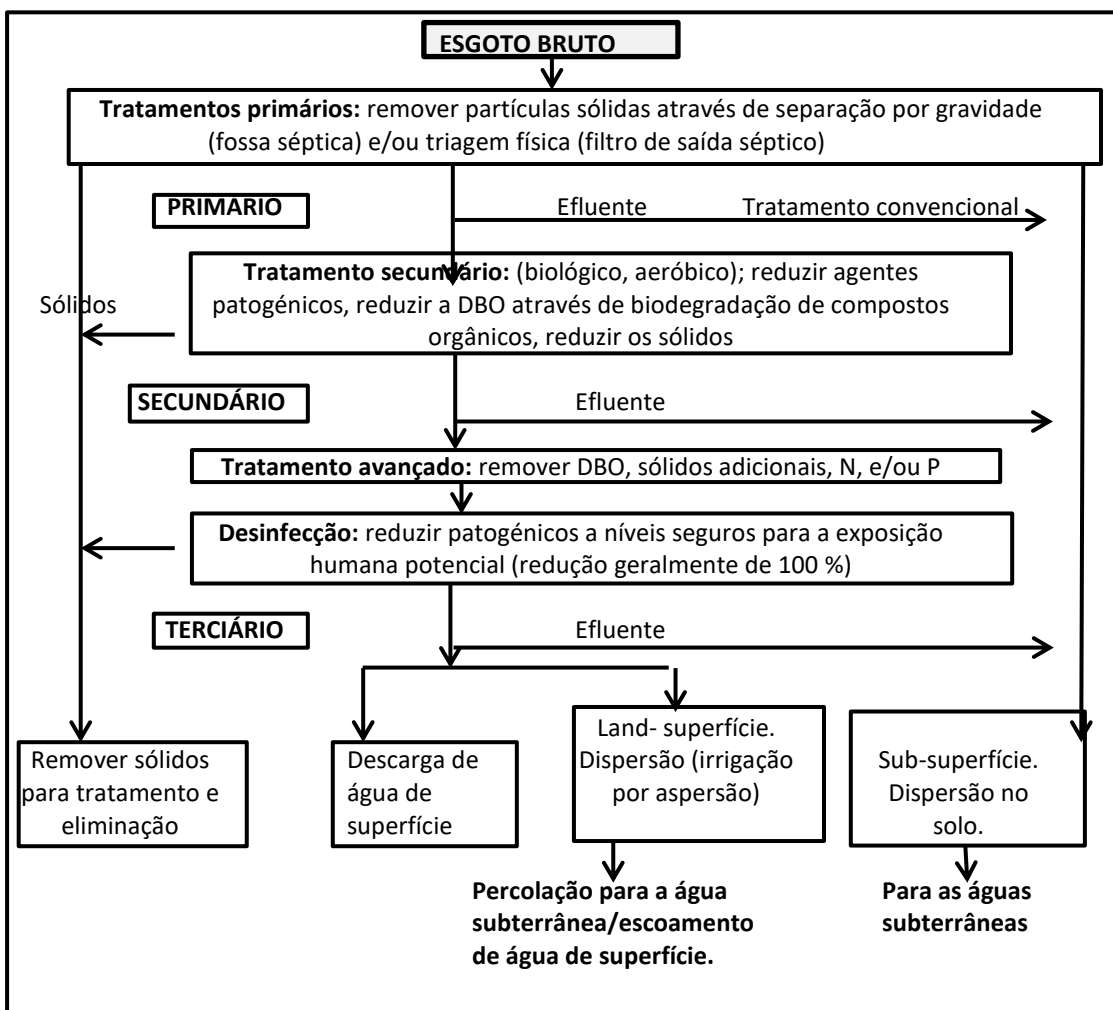 ESGOTO BRUTO
Tratamentos primários: remover partículas sólidas através de separação por gravidade
(fossa séptica) e/ou triagem física (filtro de saída séptico)
PRIMARIO
Efluente
Tratamento convencional
Tratamento secundário: (biológico, aeróbico); reduzir agentes
patogénicos, reduzir a DBO através de biodegradação de compostos
orgânicos, reduzir os sólidos
Sólidos
SECUNDÁRIO
Efluente
Tratamento avançado: remover DBO, sólidos adicionais, N, e/ou P
Desinfecção: reduzir patogénicos a níveis seguros para a exposição
humana potencial (redução geralmente de 100 %)
TERCIÁRIO
Efluente
Remover sólidos
para tratamento e
eliminação
Descarga de
água de
superfície
Land- superfície.
Dispersão (irrigação
por aspersão)
Sub-superfície.
Dispersão no
solo.
Percolação para a água
subterrânea/escoamento
de água de superfície.
Para as águas
subterrâneas